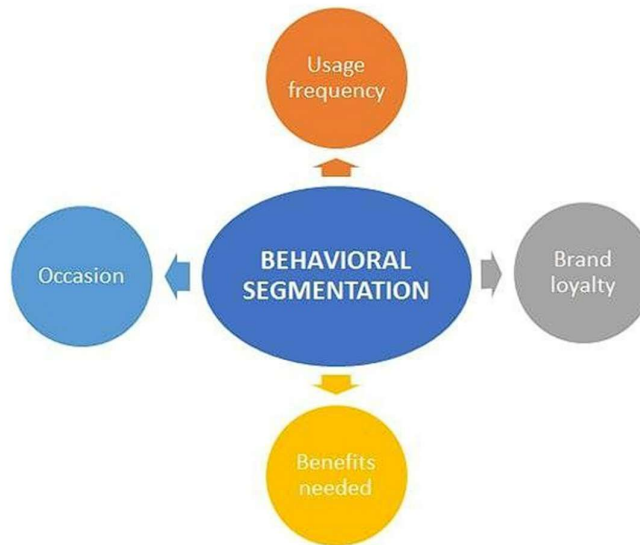 Usage
frequency
Occasion
BEHAVIORAL
SEGMENTATION
Brand
loyalty
Benefits
needed